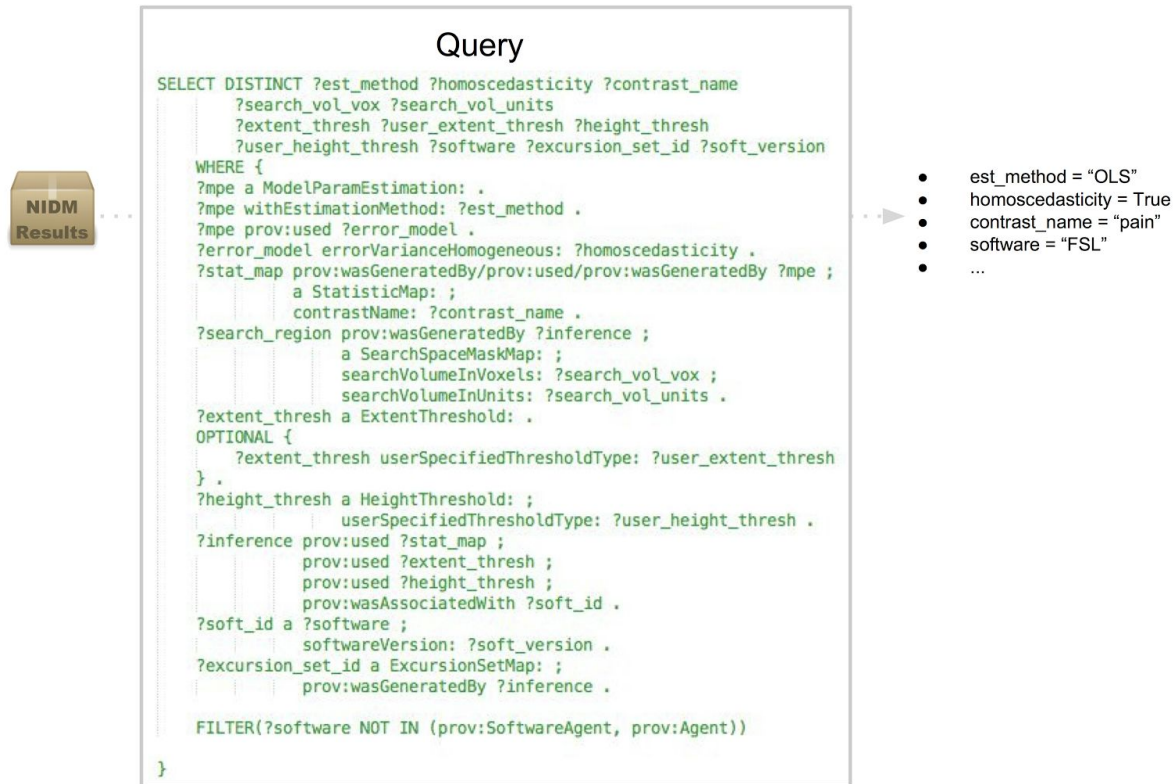 Query
SELECT DISTINCT ?est_method ?homoscedasticity ?contrast_name
?search_vol_vox ?search_vol_units
?extent_thresh ?user_extent_thresh ?height_thresh
?user_height_thresh ?software ?excursion_set_id ?soft_version
WHERE {
?mpe a ModelParamEstimation: .
?mpe withEstimationMethod: ?est_method .
?mpe prov:used ?error_model .
?error_model errorVarianceHomogeneous: ?homoscedasticity .
?stat_map prov:wasGeneratedBy/prov:used/prov:wasGeneratedBy ?mpe ;
a StatisticMap: ;
contrastName: ?contrast_name .
?search_region prov:wasGeneratedBy ?inference ;
a SearchSpaceMaskMap: ;
searchVolumeInVoxels: ?search_vol_vox ;
searchVolumeInUnits: ?search_vol_units .
?extent_thresh a ExtentThreshold: .
OPTIONAL {
?extent_thresh userSpecifiedThresholdType: ?user_extent_thresh
} .
?height_thresh a HeightThreshold: ;
userSpecifiedThresholdType: ?user_height_thresh .
?inference prov:used ?stat_map ;
prov:used ?extent_thresh ;
prov:used ?height_thresh ;
prov:wasAssociatedWith ?soft_id .
?soft_id a ?software ;
softwareVersion: ?soft_version .
?excursion_set_id a ExcursionSetMap: ;
prov:wasGeneratedBy ?inference .
FILTER(?software NOT IN (prov:SoftwareAgent, prov:Agent))
}
NIDM
Results
● est_method = “OLS”
● homoscedasticity = True
● contrast_name = “pain”
● software = “FSL”
● ...